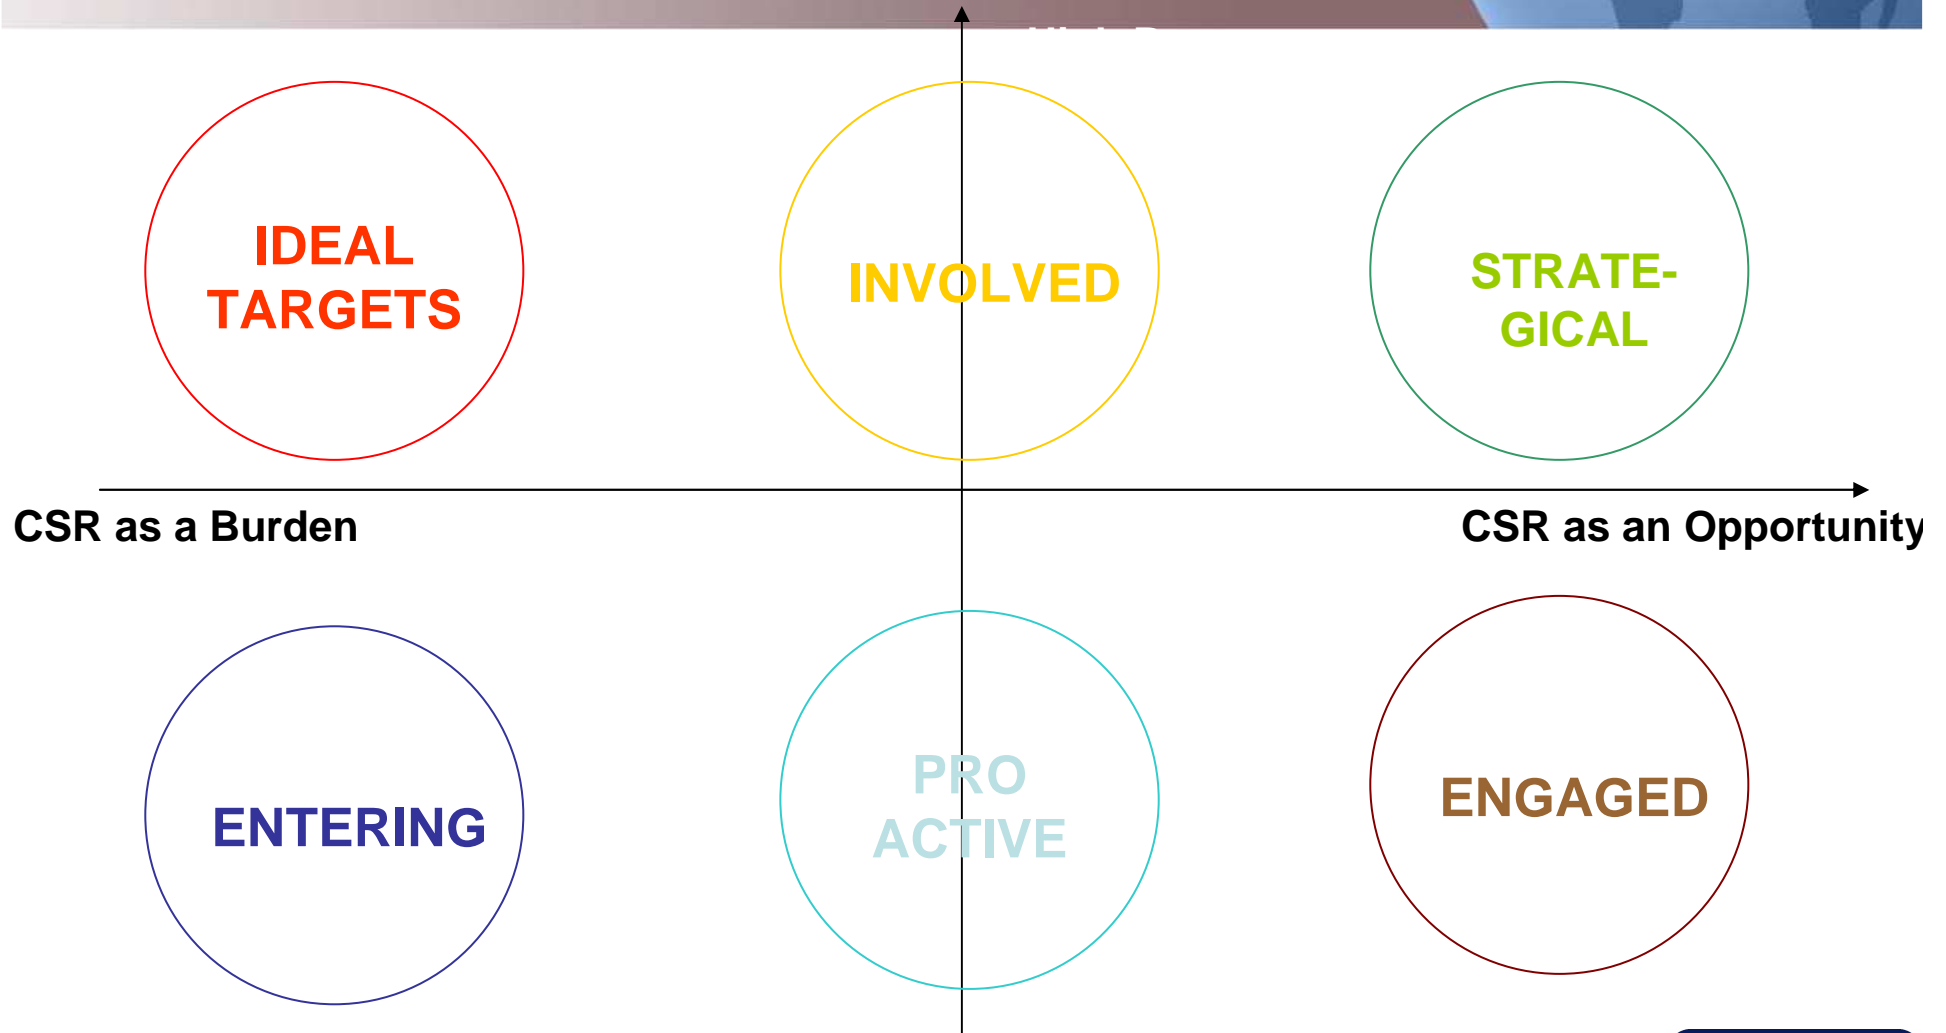 IDEAL
TARGETS
INVOLVED
STRATE-
GICAL
CSR as a Burden
CSR as an Opportunity
ENTERING
PRO
ACTIVE
ENGAGED